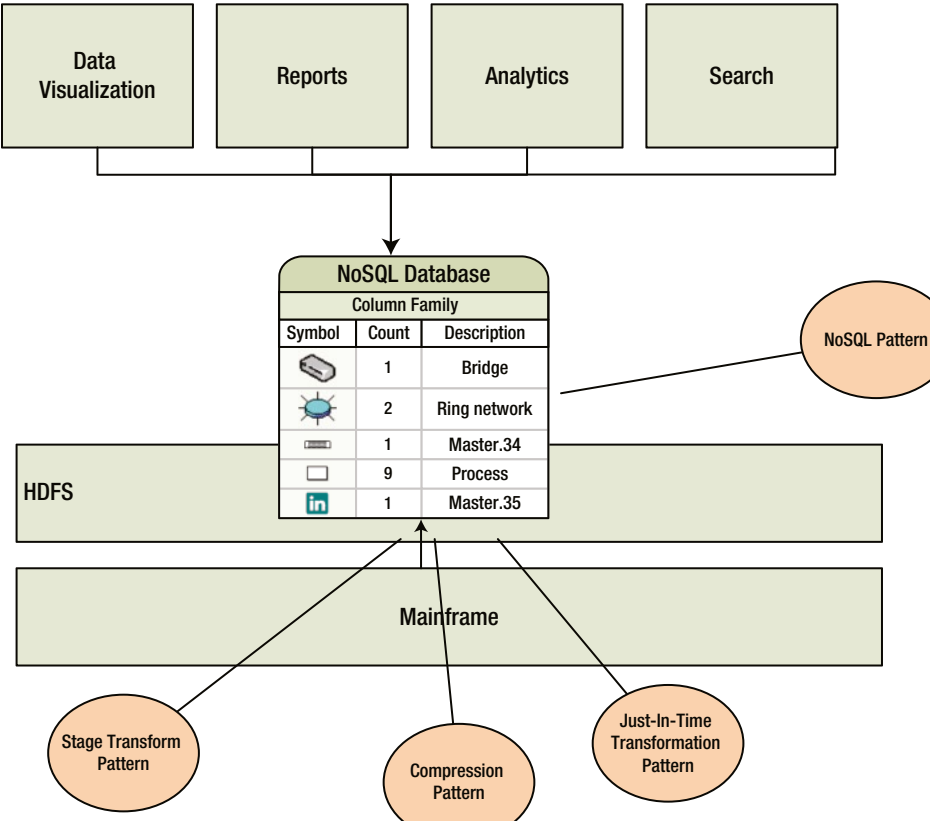 Data
Visualization
Reports
Analytics
Search
NoSQL Database
Column Family
Symbol Count Description
1 Bridge
2 Ring network
1 Master.34
9 Process
in 1 Master.35
NoSQL Pattern
HDFS
Mainframe
Stage Transform
Pattern
Compression
Pattern
Just-In-Time
Transformation
Pattern